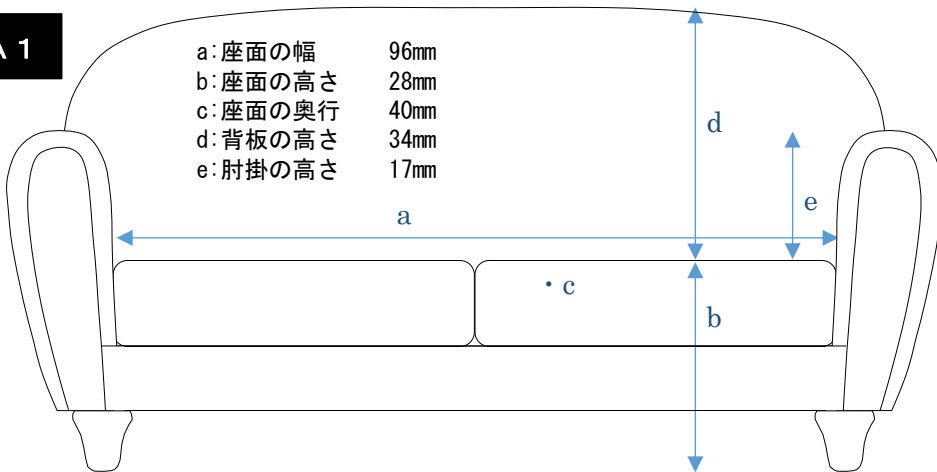 A 1
a:座面の幅 96mm
b:座面の高さ 28mm
c:座面の奥行 40mm
d:背板の高さ 34mm
e:肘掛の高さ 17mm
d
e
a
・c
b